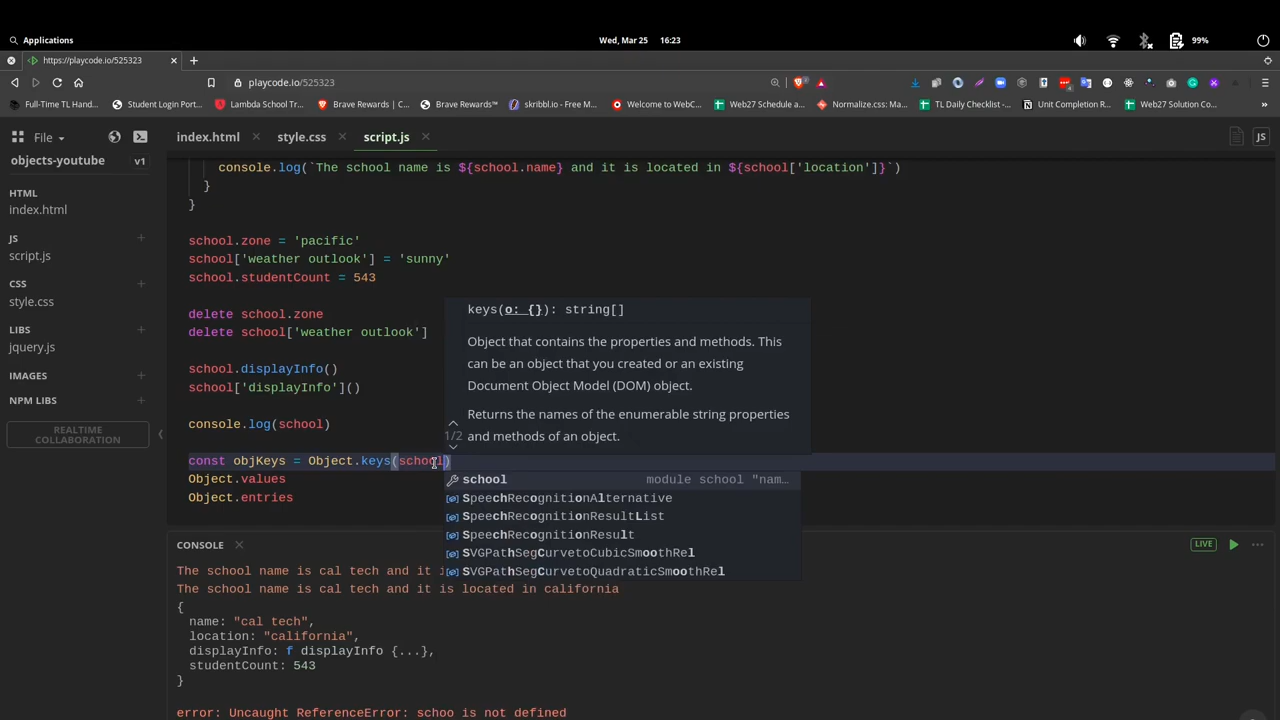 Applications
Wed, Mar 25 16:23
99%
https://playcode.io/525323
playcode.io/525323
Full-Time TL Hand...
Student Login Port...
Lambda School Tr...
Brave Rewards | C...
Brave Rewards™
skribbl.io - Free M...
Welcome to WebC...
Web27 Schedule a...
Normalize.css: Ma...
TL Daily Checklist -...
Unit Completion R...
Web27 Solution Co...
File
index.html
style.css
script.js
JS
objects-youtube
v1
HTML
index.html
JS
script.js
CSS
style.css
LIBS
jquery.js
IMAGES
NPM LIBS
REALTIME
COLLABORATION
console.log(`The school name is ${school.name} and it is located in ${school['location']}`)
}
}
school.zone = 'pacific'
school['weather outlook'] = 'sunny'
school.studentCount = 543
delete school.zone
delete school['weather outlook']
school.displayInfo()
school['displayInfo']()
console.log(school)
const objKeys = Object.keys(school)
Object.values
Object.entries
keys(o: {}): string[]
Object that contains the properties and methods. This
can be an object that you created or an existing
Document Object Model (DOM) object.
Returns the names of the enumerable string properties
1/2
and methods of an object.
school module school "nam...
SpeechRecognitionAlternative
SpeechRecognitionResultList
SpeechRecognitionResult
SVGPathSegCurvetoCubicSmoothRel
SVGPathSegCurvetoQuadraticSmoothRel
CONSOLE
LIVE
The school name is cal tech and it
The school name is cal tech and it is located in california
{
name: "cal tech",
location: "california",
displayInfo: f displayInfo {...},
studentCount: 543
}
error: Uncaught ReferenceError: schoo is not defined